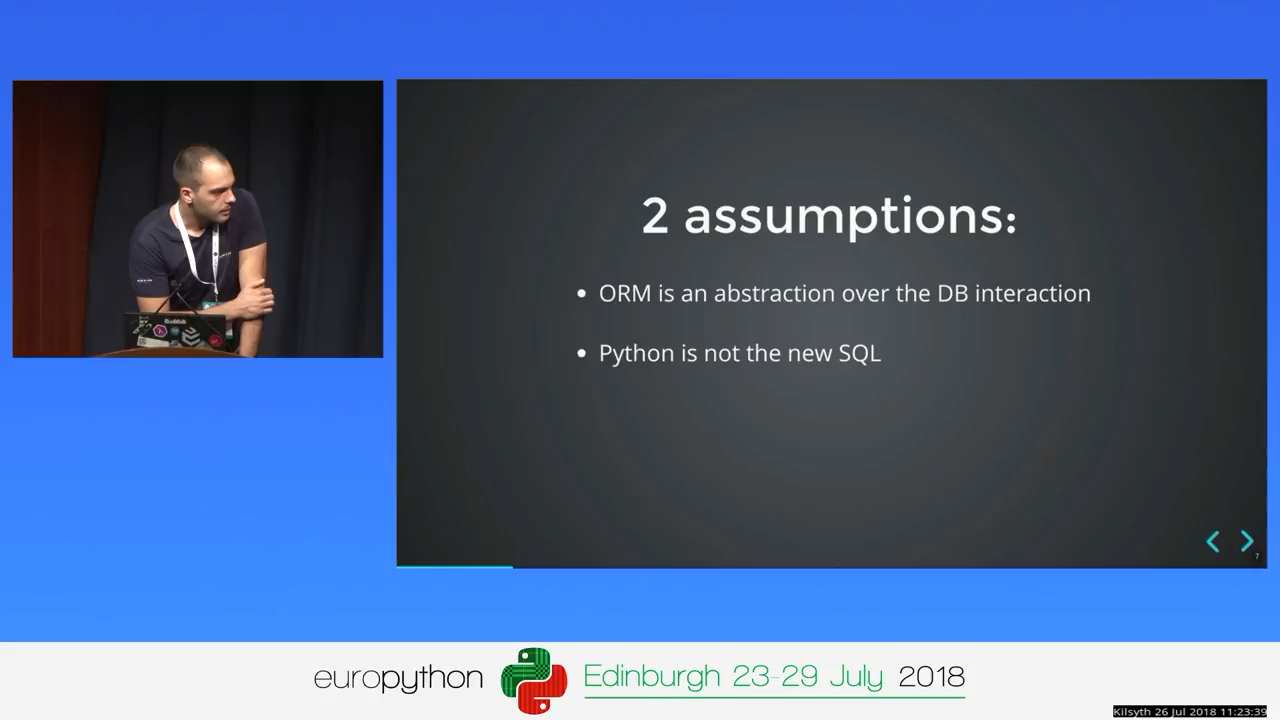 2 assumptions:
• ORM is an abstraction over the DB interaction
• Python is not the new SQL
7
europython
Edinburgh 23-29 July 2018
Kilsyth 26 Jul 2018 11:23:39